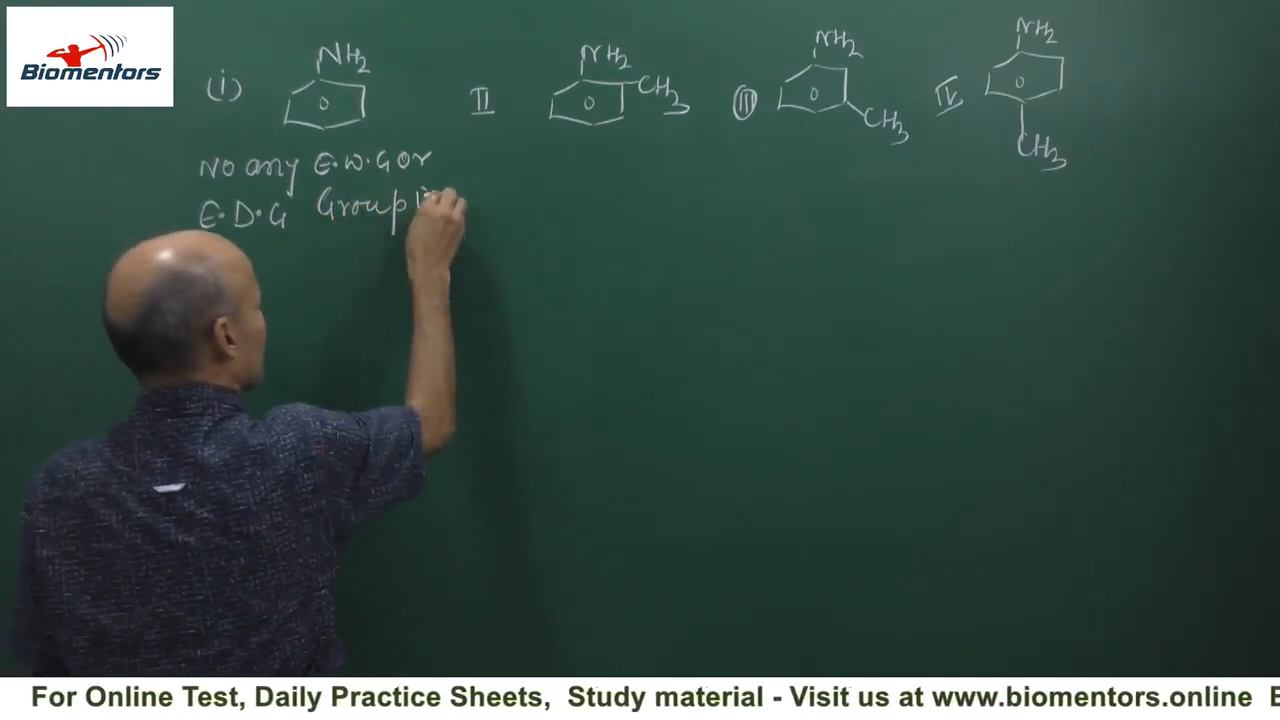 Biomentors
(i) NH2
II NH2 CH3
III NH2 CH3
IV NH2 CH3
No any E.W.G or
E.D.G Group
For Online Test, Daily Practice Sheets, Study material - Visit us at www.biomentors.online